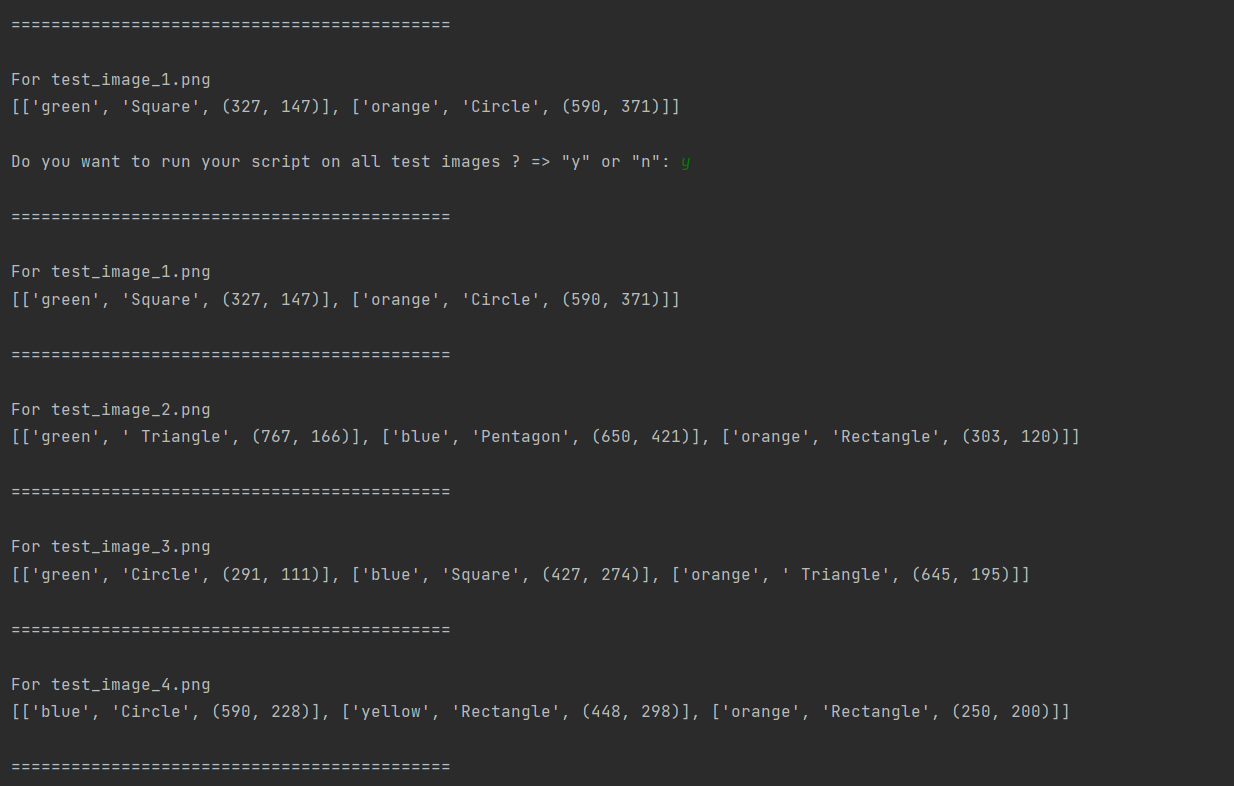 ============================================
For test_image_1.png
[['green', 'Square', (327, 147)], ['orange', 'Circle', (590, 371)]]
Do you want to run your script on all test images ? => "y" or "n": y
============================================
For test_image_1.png
[['green', 'Square', (327, 147)], ['orange', 'Circle', (590, 371)]]
============================================
For test_image_2.png
[['green', ' Triangle', (767, 166)], ['blue', 'Pentagon', (650, 421)], ['orange', 'Rectangle', (303, 120)]]
============================================
For test_image_3.png
[['green', 'Circle', (291, 111)], ['blue', 'Square', (427, 274)], ['orange', ' Triangle', (645, 195)]]
============================================
For test_image_4.png
[['blue', 'Circle', (590, 228)], ['yellow', 'Rectangle', (448, 298)], ['orange', 'Rectangle', (250, 200)]]
============================================